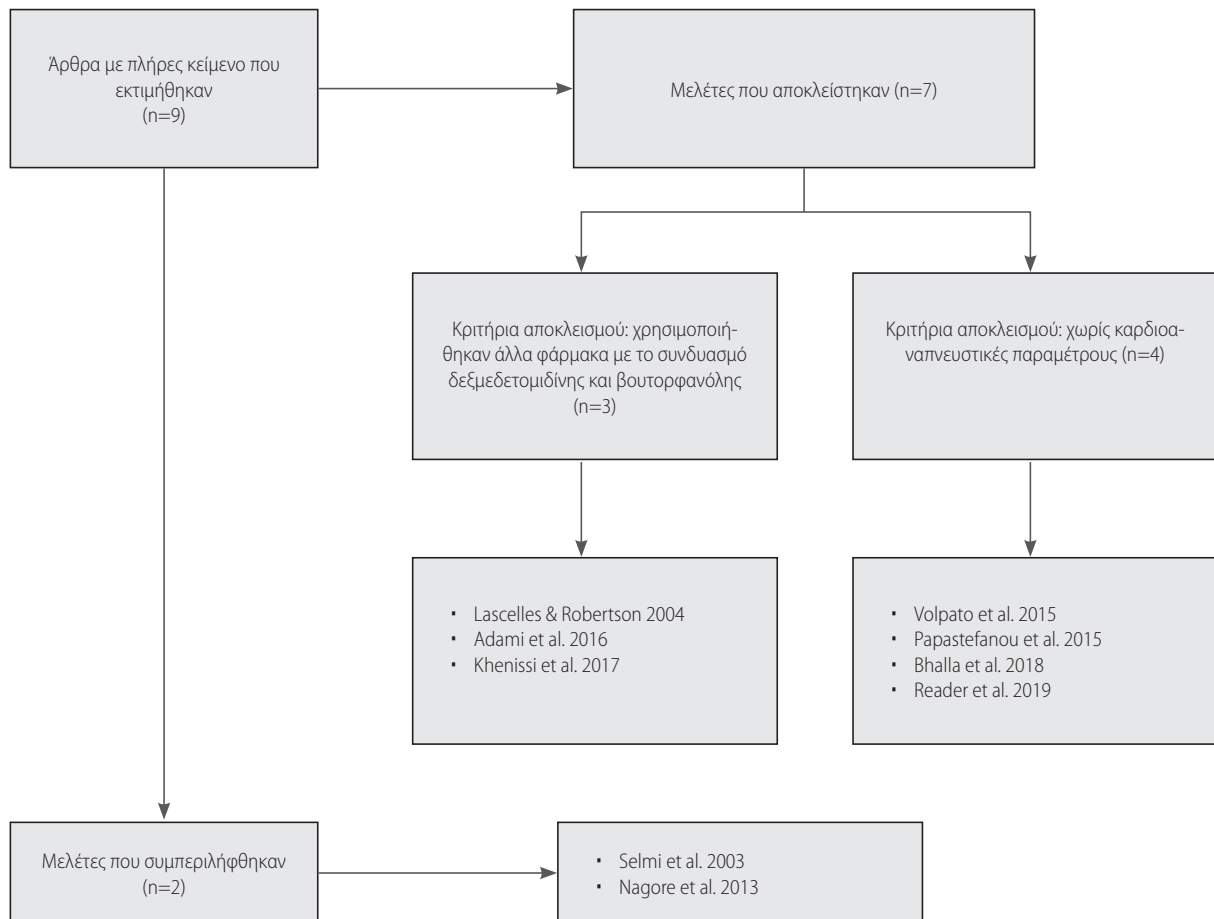 Άρθρα με πλήρες κείμενο που
εκτιμήθηκαν
(n=9)
Μελέτες που αποκλείστηκαν (n=7)
Κριτήρια αποκλεισμού: χρησιμοποιή-
θηκαν άλλα φάρμακα με το συνδυασμό
δεξμεδετομιδίνης και βουτορφανόλης
(n=3)
Κριτήρια αποκλεισμού: χωρίς καρδιοα-
ναπνευστικές παραμέτρους (n=4)
▪ Lascelles & Robertson 2004
▪ Adami et al. 2016
▪ Khenissi et al. 2017
▪ Volpato et al. 2015
▪ Papastefanou et al. 2015
▪ Bhalla et al. 2018
▪ Reader et al. 2019
Μελέτες που συμπεριλήφθηκαν
(n=2)
▪ Selmi et al. 2003
▪ Nagore et al. 2013